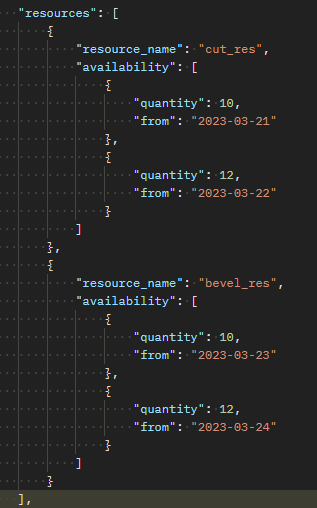 "resources": [
{
"resource_name": "cut_res",
"availability": [
{
"quantity": 10,
"from": "2023-03-21"
},
{
"quantity": 12,
"from": "2023-03-22"
}
]
},
{
"resource_name": "bevel_res",
"availability": [
{
"quantity": 10,
"from": "2023-03-23"
},
{
"quantity": 12,
"from": "2023-03-24"
}
]
}
],